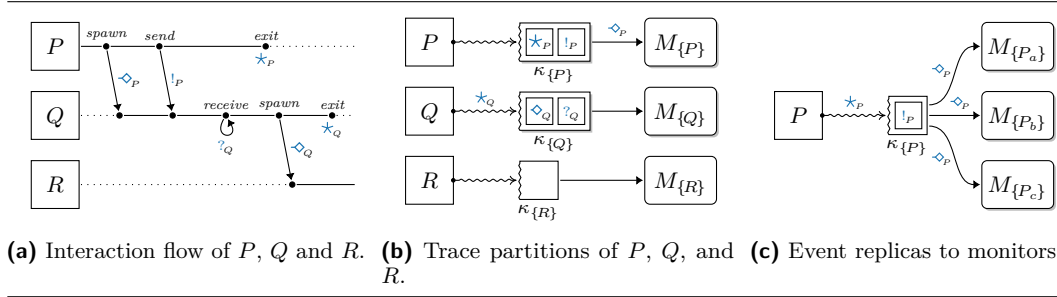 spawn send exit
P
⋆P
⊸◇P !P
receive spawn exit
Q
?Q ⋆Q
⊸◇Q
R
(a) Interaction flow of P, Q and R.
P ⋆P !P ⊸◇P M{P}
κ{P}
Q ⋆Q ◇Q ?Q M{Q}
κ{Q}
R M{R}
κ{R}
(b) Trace partitions of P, Q, and
R.
M{Pa}
⊸◇P
P ⋆P !P ⊸◇P M{Pb}
κ{P}
⊸◇P
M{Pc}
(c) Event replicas to monitors